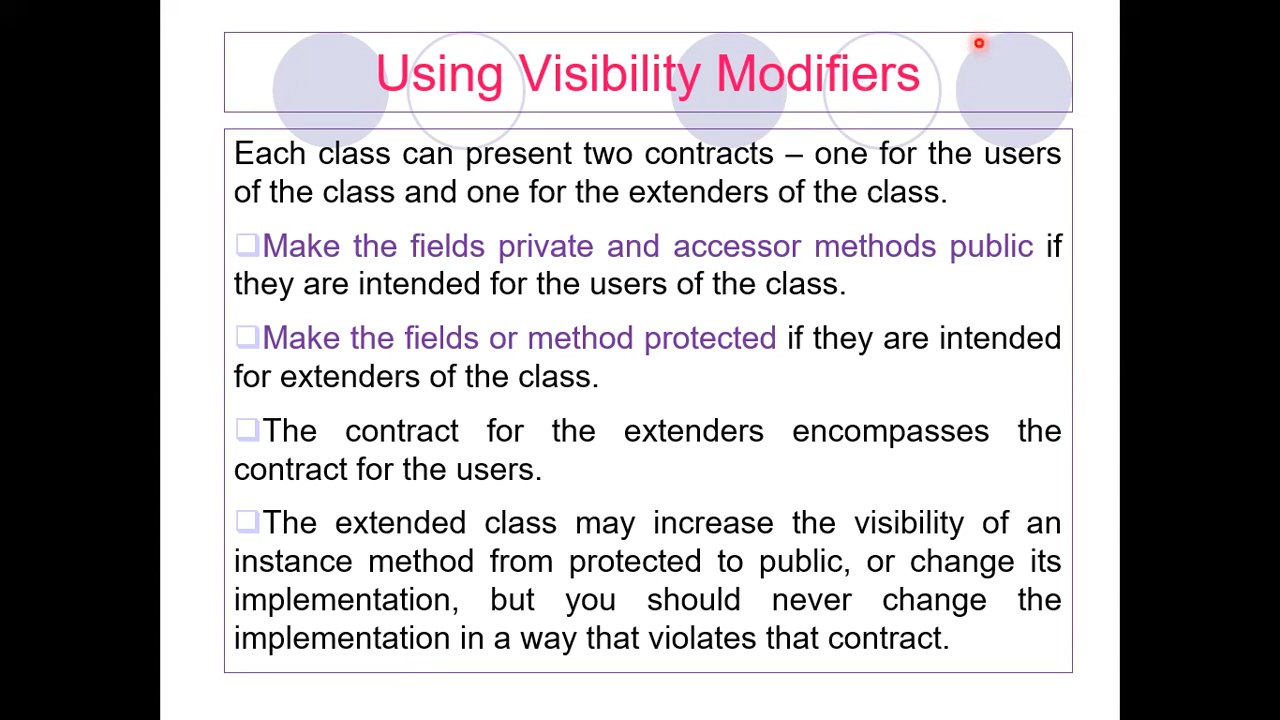 Using Visibility Modifiers
Each class can present two contracts – one for the users
of the class and one for the extenders of the class.
❑Make the fields private and accessor methods public if
they are intended for the users of the class.
❑Make the fields or method protected if they are intended
for extenders of the class.
❑The contract for the extenders encompasses the
contract for the users.
❑The extended class may increase the visibility of an
instance method from protected to public, or change its
implementation, but you should never change the
implementation in a way that violates that contract.